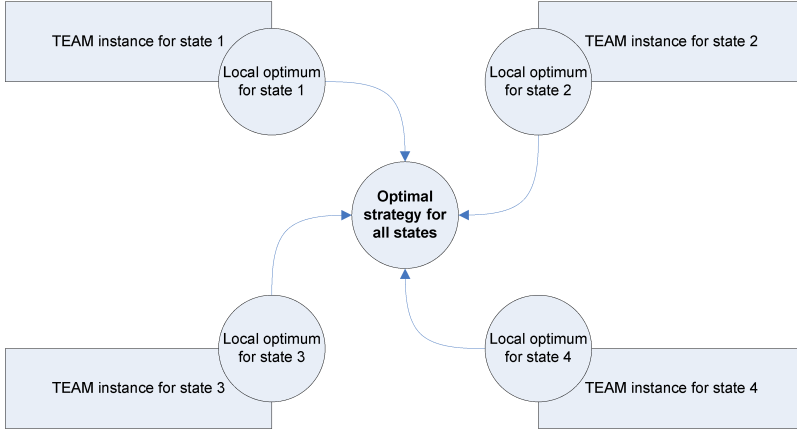 TEAM instance for state 1
Local optimum
for state 1
TEAM instance for state 2
Local optimum
for state 2
Optimal
strategy for
all states
Local optimum
for state 3
TEAM instance for state 3
Local optimum
for state 4
TEAM instance for state 4